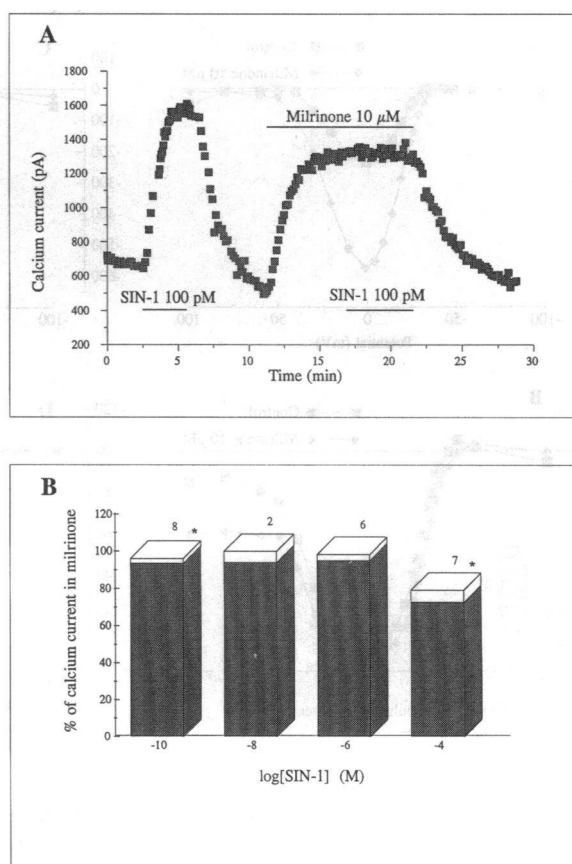 A
1800
1600
1400
1200
1000
800
600
400
200
Calcium current (pA)
Milrinone 10 µM
SIN-1 100 pM
SIN-1 100 pM
0 5 10 15 20 25 30
Time (min)
B
120
100
80
60
40
20
0
% of calcium current in milrinone
8 * 2 6 7 *
-10 -8 -6 -4
log[SIN-1] (M)